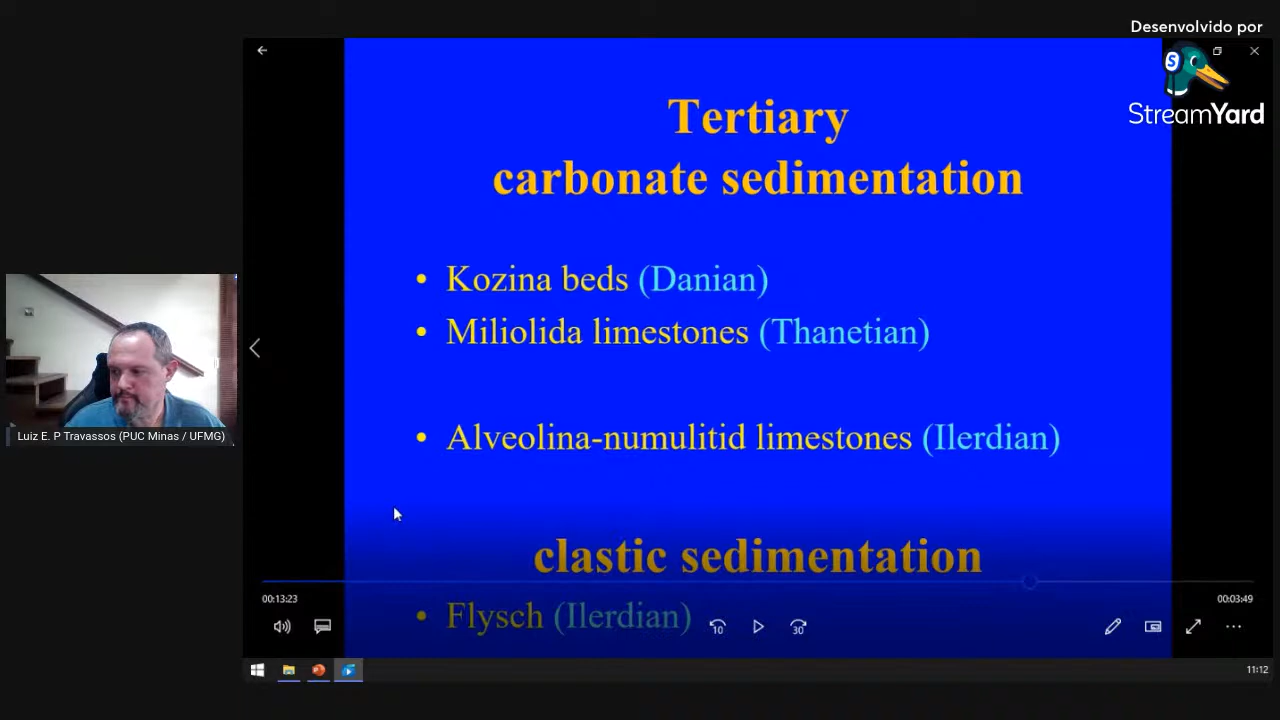 Desenvolvido por
StreamYard
Tertiary
carbonate sedimentation
• Kozina beds (Danian)
• Miliolida limestones (Thanetian)
• Alveolina-numulitid limestones (Ilerdian)
clastic sedimentation
• Flysch (Ilerdian)
Luiz E. P Travassos (PUC Minas / UFMG)
00:13:23
00:03:49
10
30
11:12